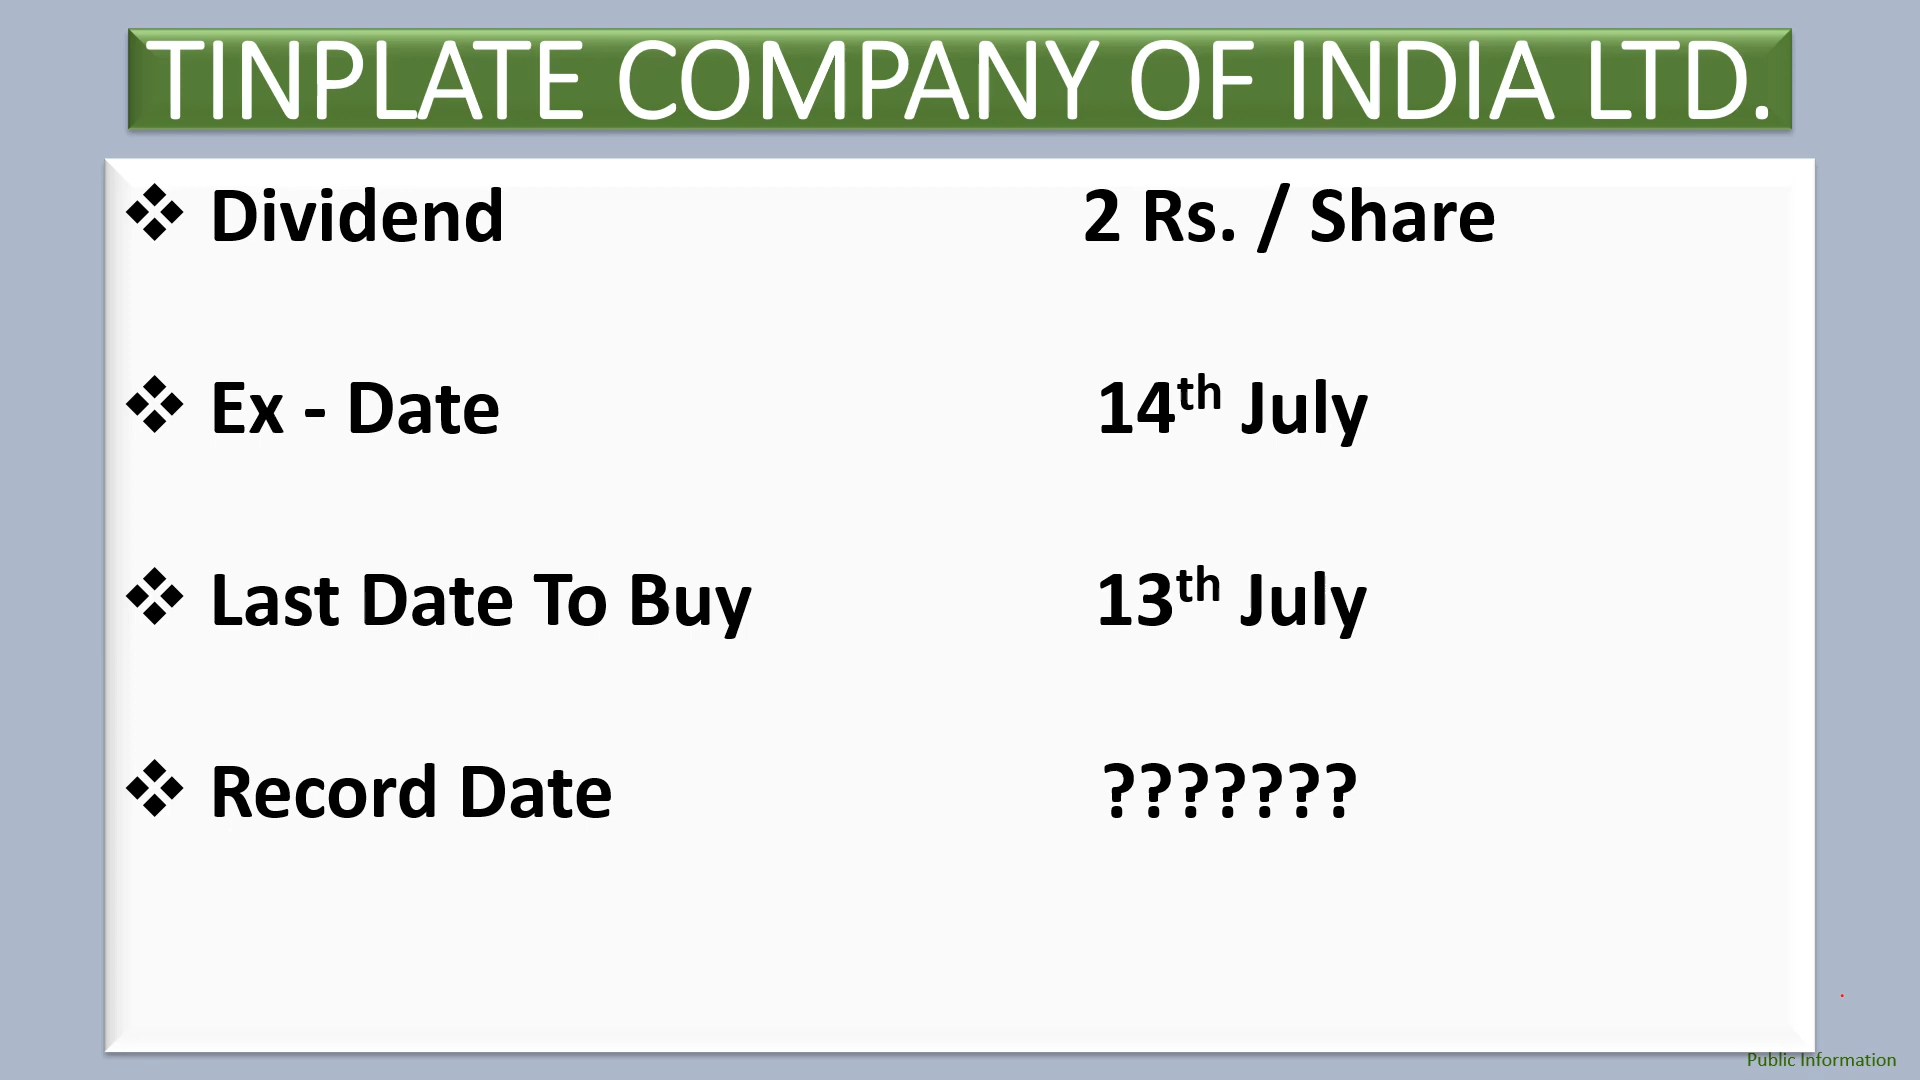 TINPLATE COMPANY OF INDIA LTD.
❖ Dividend 2 Rs. / Share
❖ Ex - Date 14th July
❖ Last Date To Buy 13th July
❖ Record Date ???????
Public Information